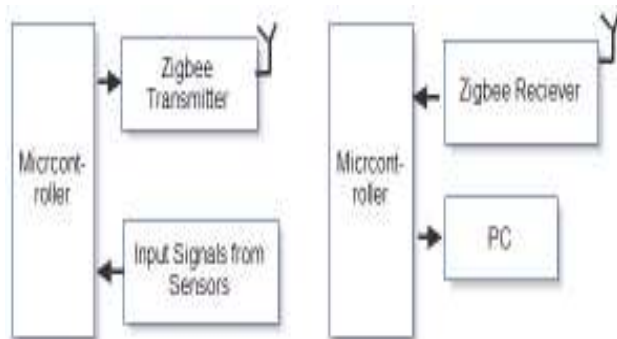 Zigbee
Transmitter
Micrcont-
roller
Input Signals from
Sensors
Zigbee Reciever
Micrcont-
roller
PC